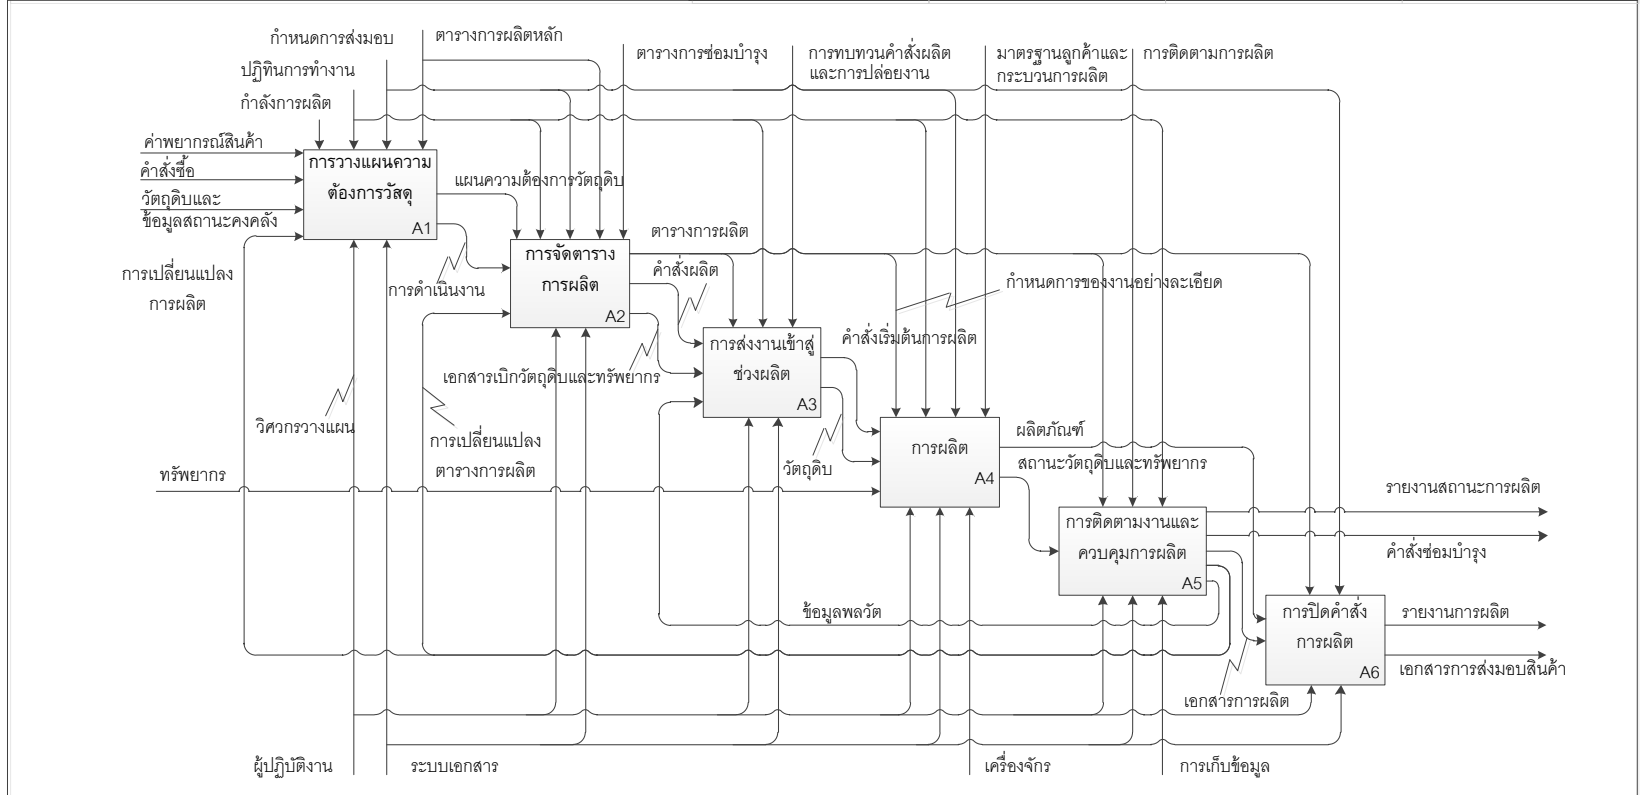 กำหนดการส่งมอบ
ตารางการผลิตหลัก
ปฏิทินการทำงาน
กำลังการผลิต
ตารางการซ่อมบำรุง
การทบทวนคำสั่งผลิต
และการปล่อยงาน
มาตรฐานลูกค้าและ
กระบวนการผลิต
การติดตามการผลิต
ค่าพยากรณ์สินค้า
คำสั่งซื้อ
วัตถุดิบและ
ข้อมูลสถานะคงคลัง
การวางแผนความ
ต้องการวัสดุ
A1
แผนความต้องการวัตถุดิบ
การเปลี่ยนแปลง
การผลิต
การดำเนินงาน
การจัดตาราง
การผลิต
A2
ตารางการผลิต
คำสั่งผลิต
กำหนดการของงานอย่างละเอียด
คำสั่งเริ่มต้นการผลิต
การส่งงานเข้าสู่
ช่วงผลิต
A3
เอกสารเบิกวัตถุดิบและทรัพยากร
วิศวกรวางแผน
การเปลี่ยนแปลง
ตารางการผลิต
วัตถุดิบ
การผลิต
A4
ผลิตภัณฑ์
สถานะวัตถุดิบและทรัพยากร
ทรัพยากร
รายงานสถานะการผลิต
การติดตามงานและ
ควบคุมการผลิต
A5
คำสั่งซ่อมบำรุง
ข้อมูลพลวัต
การปิดคำสั่ง
การผลิต
A6
รายงานการผลิต
เอกสารการส่งมอบสินค้า
เอกสารการผลิต
ผู้ปฏิบัติงาน
ระบบเอกสาร
เครื่องจักร
การเก็บข้อมูล